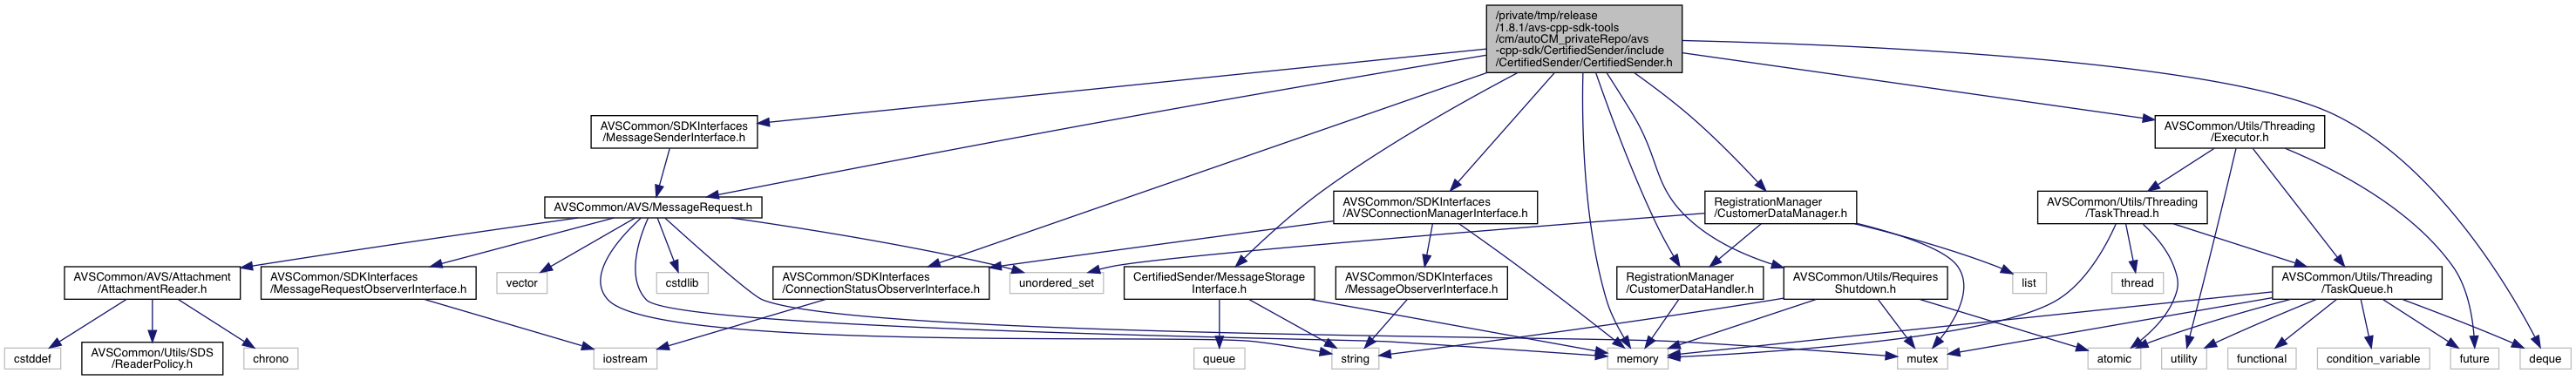 /private/tmp/release
/1.8.1/avs-cpp-sdk-tools
/cm/autoCM_privateRepo/avs
-cpp-sdk/CertifiedSender/include
/CertifiedSender/CertifiedSender.h
AVSCommon/SDKInterfaces
/MessageSenderInterface.h
AVSCommon/Utils/Threading
/Executor.h
AVSCommon/AVS/MessageRequest.h
AVSCommon/SDKInterfaces
/AVSConnectionManagerInterface.h
RegistrationManager
/CustomerDataManager.h
AVSCommon/Utils/Threading
/TaskThread.h
AVSCommon/AVS/Attachment
/AttachmentReader.h
AVSCommon/SDKInterfaces
/MessageRequestObserverInterface.h
vector
cstdlib
AVSCommon/SDKInterfaces
/ConnectionStatusObserverInterface.h
unordered_set
CertifiedSender/MessageStorage
Interface.h
AVSCommon/SDKInterfaces
/MessageObserverInterface.h
RegistrationManager
/CustomerDataHandler.h
AVSCommon/Utils/Requires
Shutdown.h
list
thread
AVSCommon/Utils/Threading
/TaskQueue.h
cstddef
AVSCommon/Utils/SDS
/ReaderPolicy.h
chrono
iostream
queue
string
memory
mutex
atomic
utility
functional
condition_variable
future
deque